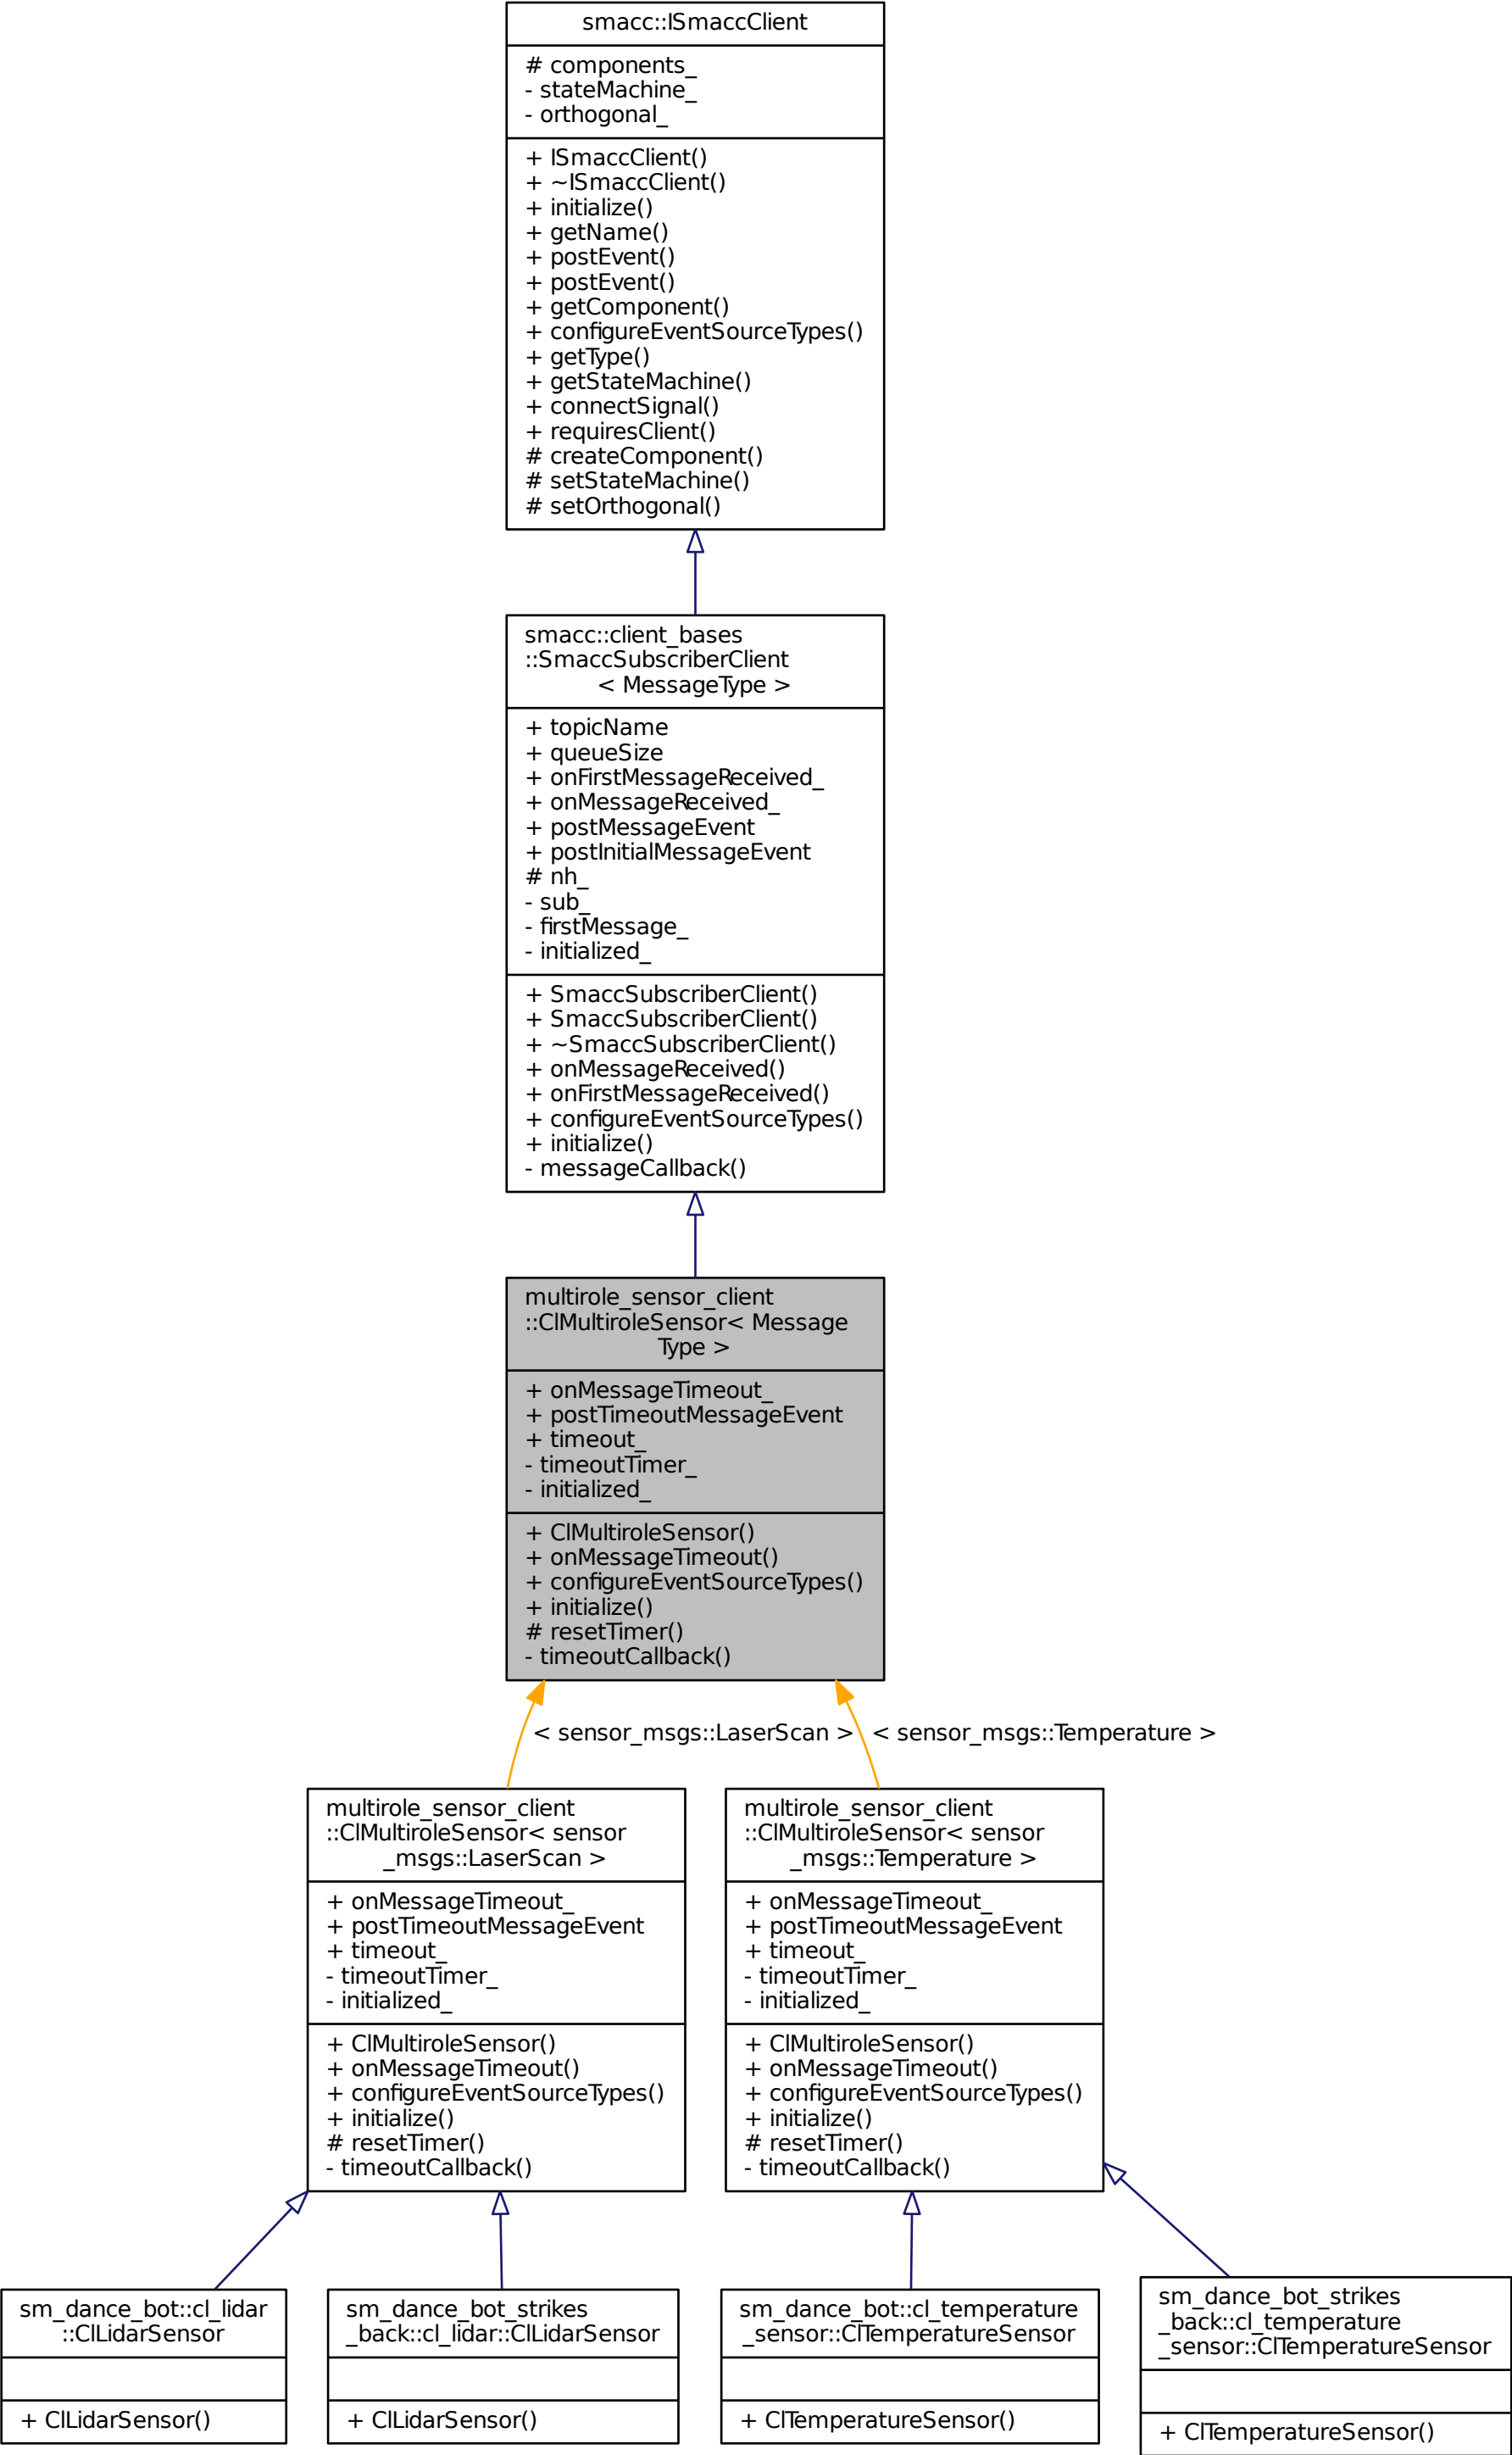 smacc::ISmaccClient
# components_
- stateMachine_
- orthogonal_
+ ISmaccClient()
+ ~ISmaccClient()
+ initialize()
+ getName()
+ postEvent()
+ postEvent()
+ getComponent()
+ configureEventSourceTypes()
+ getType()
+ getStateMachine()
+ connectSignal()
+ requiresClient()
# createComponent()
# setStateMachine()
# setOrthogonal()
smacc::client_bases
::SmaccSubscriberClient
< MessageType >
+ topicName
+ queueSize
+ onFirstMessageReceived_
+ onMessageReceived_
+ postMessageEvent
+ postInitialMessageEvent
# nh_
- sub_
- firstMessage_
- initialized_
+ SmaccSubscriberClient()
+ SmaccSubscriberClient()
+ ~SmaccSubscriberClient()
+ onMessageReceived()
+ onFirstMessageReceived()
+ configureEventSourceTypes()
+ initialize()
- messageCallback()
multirole_sensor_client
::ClMultiroleSensor< Message
Type >
+ onMessageTimeout_
+ postTimeoutMessageEvent
+ timeout_
- timeoutTimer_
- initialized_
+ ClMultiroleSensor()
+ onMessageTimeout()
+ configureEventSourceTypes()
+ initialize()
# resetTimer()
- timeoutCallback()
< sensor_msgs::LaserScan >
< sensor_msgs::Temperature >
multirole_sensor_client
::ClMultiroleSensor< sensor
_msgs::LaserScan >
+ onMessageTimeout_
+ postTimeoutMessageEvent
+ timeout_
- timeoutTimer_
- initialized_
+ ClMultiroleSensor()
+ onMessageTimeout()
+ configureEventSourceTypes()
+ initialize()
# resetTimer()
- timeoutCallback()
multirole_sensor_client
::ClMultiroleSensor< sensor
_msgs::Temperature >
+ onMessageTimeout_
+ postTimeoutMessageEvent
+ timeout_
- timeoutTimer_
- initialized_
+ ClMultiroleSensor()
+ onMessageTimeout()
+ configureEventSourceTypes()
+ initialize()
# resetTimer()
- timeoutCallback()
sm_dance_bot::cl_lidar
::ClLidarSensor
+ ClLidarSensor()
sm_dance_bot_strikes
_back::cl_lidar::ClLidarSensor
+ ClLidarSensor()
sm_dance_bot::cl_temperature
_sensor::ClTemperatureSensor
+ ClTemperatureSensor()
sm_dance_bot_strikes
_back::cl_temperature
_sensor::ClTemperatureSensor
+ ClTemperatureSensor()